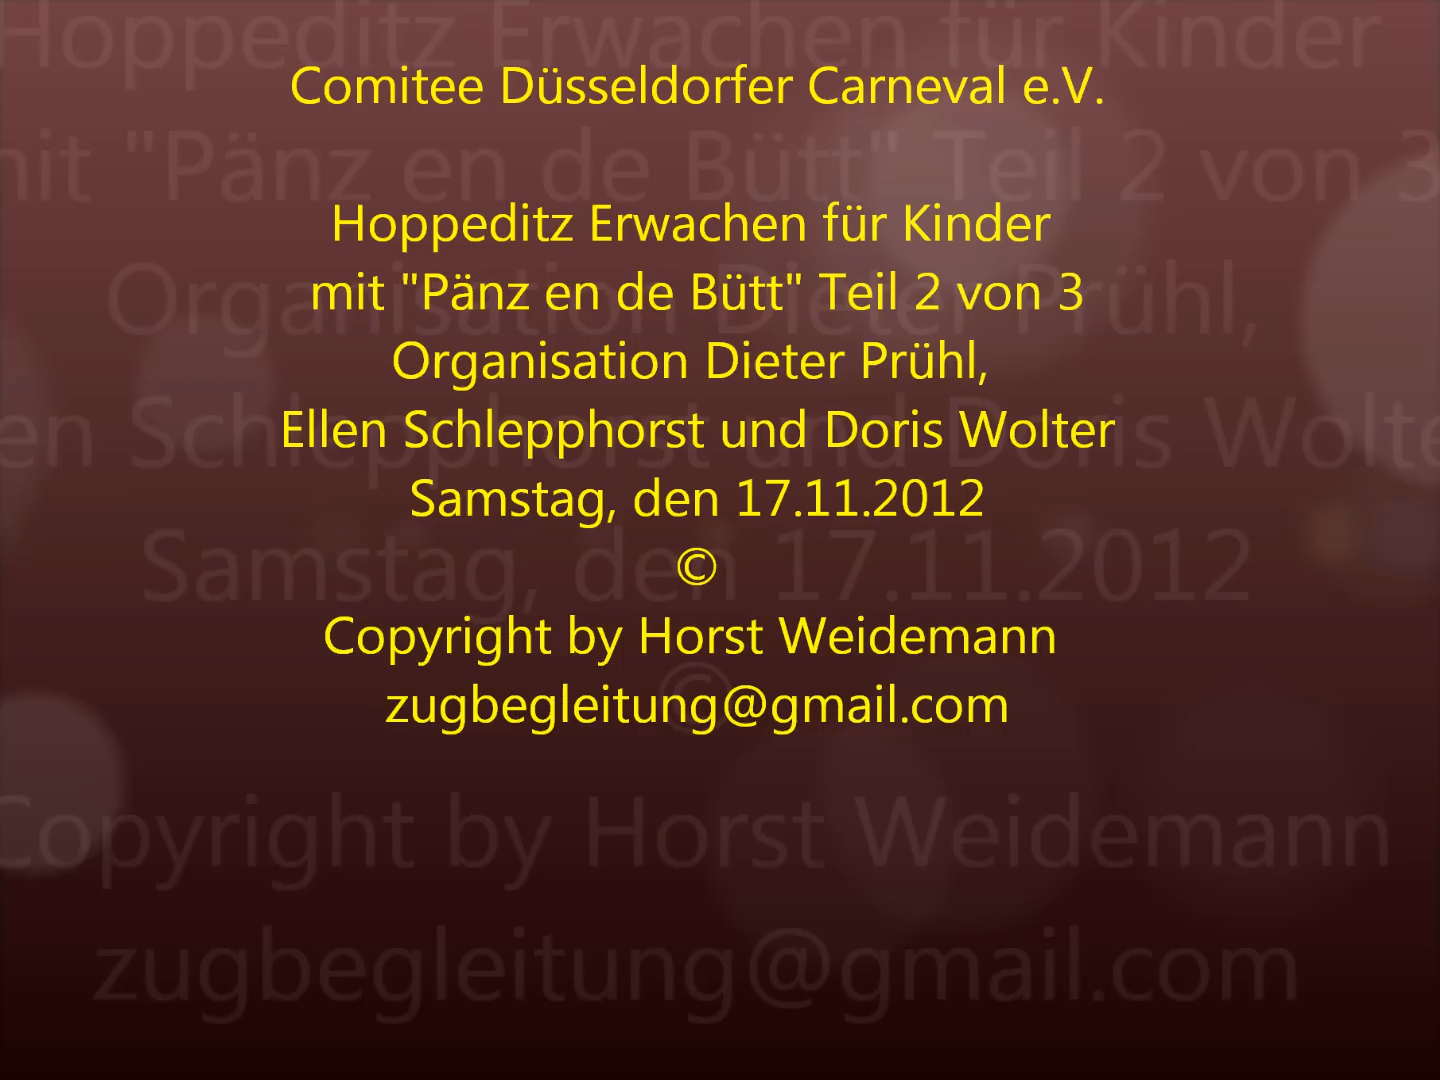 Comitee Düsseldorfer Carneval e.V.
Hoppeditz Erwachen für Kinder
mit "Pänz en de Bütt" Teil 2 von 3
Organisation Dieter Prühl,
Ellen Schlepphorst und Doris Wolter
Samstag, den 17.11.2012
©
Copyright by Horst Weidemann
zugbegleitung@gmail.com